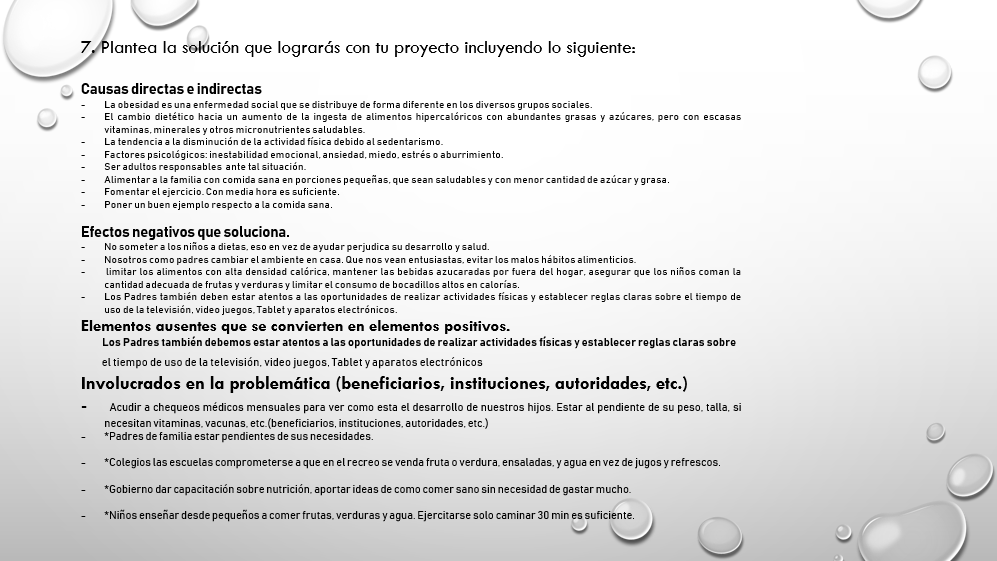 7. Plantea la solución que lograrás con tu proyecto incluyendo lo siguiente:
Causas directas e indirectas
- La obesidad es una enfermedad social que se distribuye de forma diferente en los diversos grupos sociales.
- El cambio dietético hacia un aumento de la ingesta de alimentos hipercalóricos con abundantes grasas y azúcares, pero con escasas
vitaminas, minerales y otros micronutrientes saludables.
- La tendencia a la disminución de la actividad física debido al sedentarismo.
- Factores psicológicos: inestabilidad emocional, ansiedad, miedo, estrés o aburrimiento.
- Ser adultos responsables ante tal situación.
- Alimentar a la familia con comida sana en porciones pequeñas, que sean saludables y con menor cantidad de azúcar y grasa.
- Fomentar el ejercicio. Con media hora es suficiente.
- Poner un buen ejemplo respecto a la comida sana.
Efectos negativos que soluciona.
- No someter a los niños a dietas, eso en vez de ayudar perjudica su desarrollo y salud.
- Nosotros como padres cambiar el ambiente en casa. Que nos vean entusiastas, evitar los malos hábitos alimenticios.
- limitar los alimentos con alta densidad calórica, mantener las bebidas azucaradas por fuera del hogar, asegurar que los niños coman la
cantidad adecuada de frutas y verduras y limitar el consumo de bocadillos altos en calorías.
- Los Padres también deben estar atentos a las oportunidades de realizar actividades físicas y establecer reglas claras sobre el tiempo de
uso de la televisión, video juegos, Tablet y aparatos electrónicos.
Elementos ausentes que se convierten en elementos positivos.
Los Padres también debemos estar atentos a las oportunidades de realizar actividades físicas y establecer reglas claras sobre
el tiempo de uso de la televisión, video juegos, Tablet y aparatos electrónicos
Involucrados en la problemática (beneficiarios, instituciones, autoridades, etc.)
- Acudir a chequeos médicos mensuales para ver como esta el desarrollo de nuestros hijos. Estar al pendiente de su peso, talla, si
necesitan vitaminas, vacunas, etc.(beneficiarios, instituciones, autoridades, etc.)
- *Padres de familia estar pendientes de sus necesidades.
- *Colegios las escuelas comprometerse a que en el recreo se venda fruta o verdura, ensaladas, y agua en vez de jugos y refrescos.
- *Gobierno dar capacitación sobre nutrición, aportar ideas de como comer sano sin necesidad de gastar mucho.
- *Niños enseñar desde pequeños a comer frutas, verduras y agua. Ejercitarse solo caminar 30 min es suficiente.